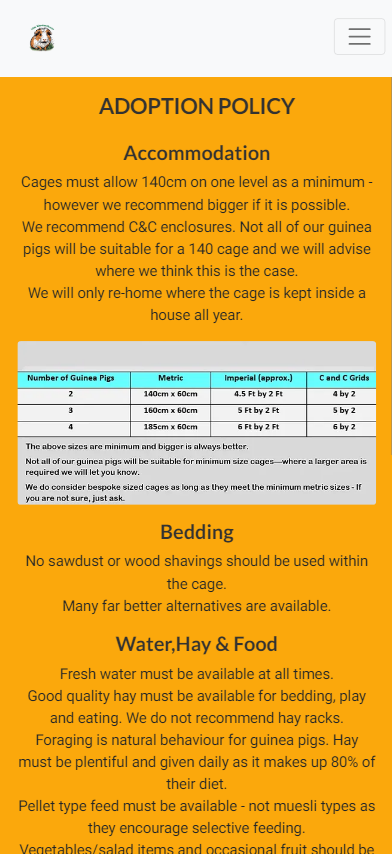 ADOPTION POLICY
Accommodation
Cages must allow 140cm on one level as a minimum -
however we recommend bigger if it is possible.
We recommend C&C enclosures. Not all of our guinea
pigs will be suitable for a 140 cage and we will advise
where we think this is the case.
We will only re-home where the cage is kept inside a
house all year.
Number of Guinea Pigs Metric Imperial (approx.) C and C Grids
2 140cm x 60cm 4.5 Ft by 2 Ft 4 by 2
3 160cm x 60cm 5 Ft by 2 Ft 5 by 2
4 185cm x 60cm 6 Ft by 2 Ft 6 by 2
The above sizes are minimum and bigger is always better.
Not all of our guinea pigs will be suitable for minimum size cages—where a larger area is
required we will let you know.
We do consider bespoke sized cages as long as they meet the minimum metric sizes - If
you are not sure, just ask.
Bedding
No sawdust or wood shavings should be used within
the cage.
Many far better alternatives are available.
Water,Hay & Food
Fresh water must be available at all times.
Good quality hay must be available for bedding, play
and eating. We do not recommend hay racks.
Foraging is natural behaviour for guinea pigs. Hay
must be plentiful and given daily as it makes up 80% of
their diet.
Pellet type feed must be available - not muesli types as
they encourage selective feeding.
Vegetables/salad items and occasional fruit should be